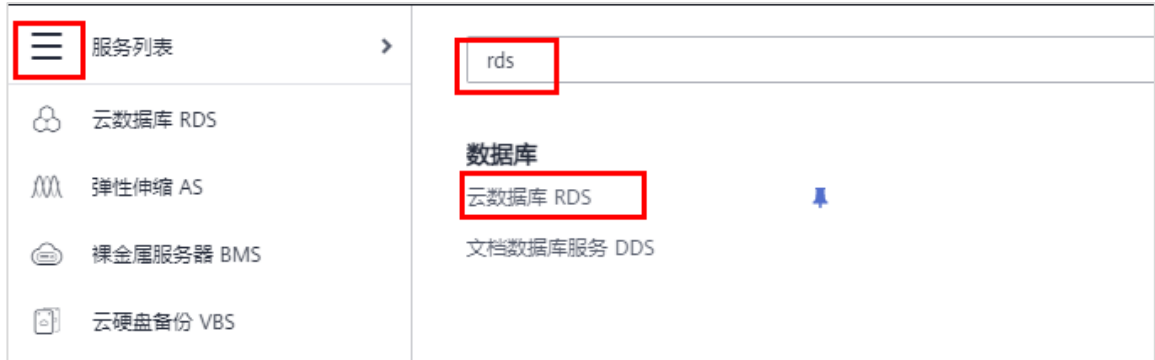 服务列表
云数据库 RDS
弹性伸缩 AS
裸金属服务器 BMS
云硬盘备份 VBS
rds
数据库
云数据库 RDS
文档数据库服务 DDS